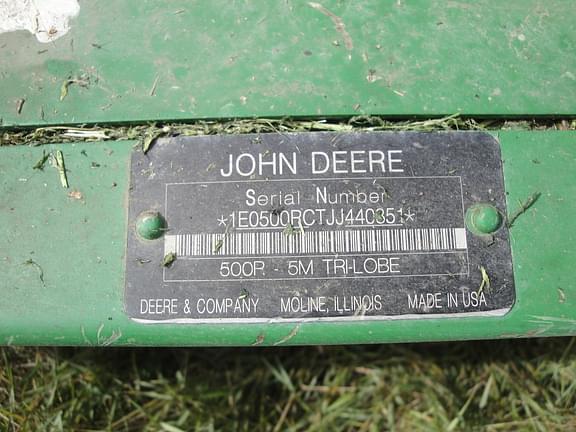 JOHN DEERE
Serial Number
*1E0500RCTJJ440351*
500R - 5M TRI-LOBE
DEERE & COMPANY MOLINE, ILLINOIS MADE IN USA